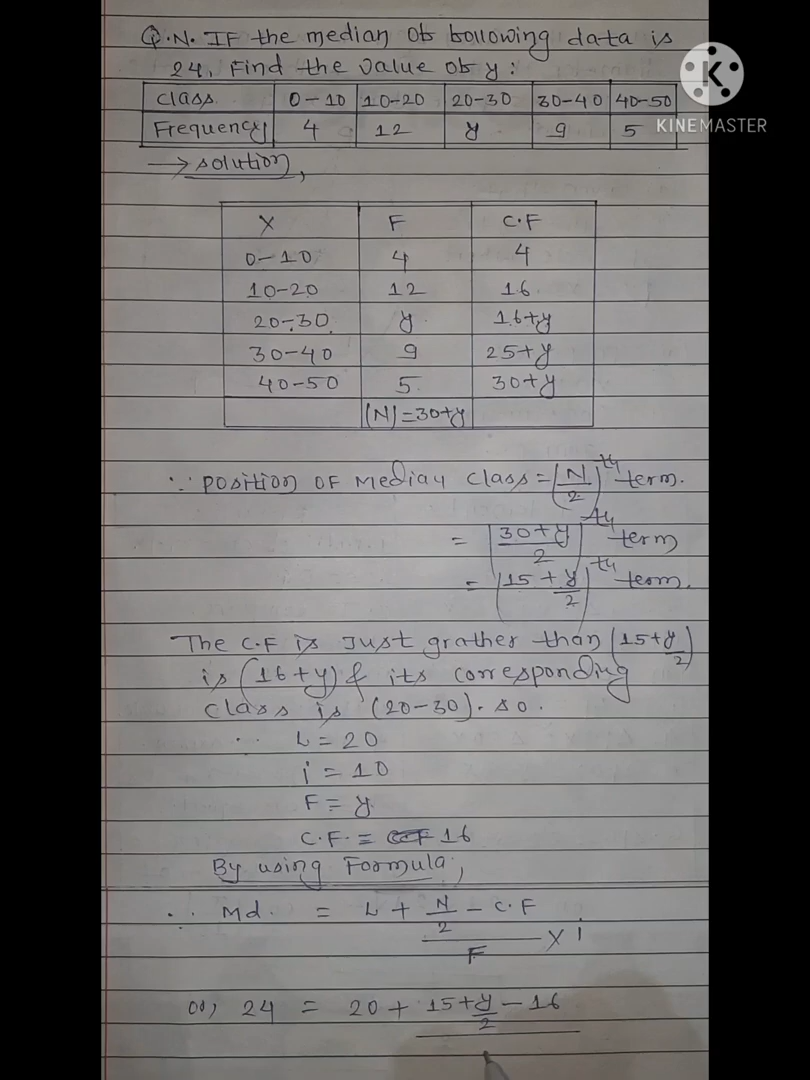 Q.N. IF the median of following data is
24, Find the value of y:
KINEMASTER
class 0-10 10-20 20-30 30-40 40-50
Frequency 4 12 y 9 5
→ solution,
X F C.F
0-10 4 4
10-20 12 16
20-30 y 16+y
30-40 9 25+y
40-50 5 30+y
(N)=30+y
∵ position of Median class = (N/2)th term.
= (30+y/2)th term
= (15+y/2)th term.
The C.F is Just grather than (15+y/2)
is (16+y) & its corresponding
class is (20-30). so.
∴ L = 20
i = 10
F = y
C.F. = 16
By using Formula,
∴ Md. = L + N/2 - C.F / F × i
or, 24 = 20 + 15+y/2 - 16